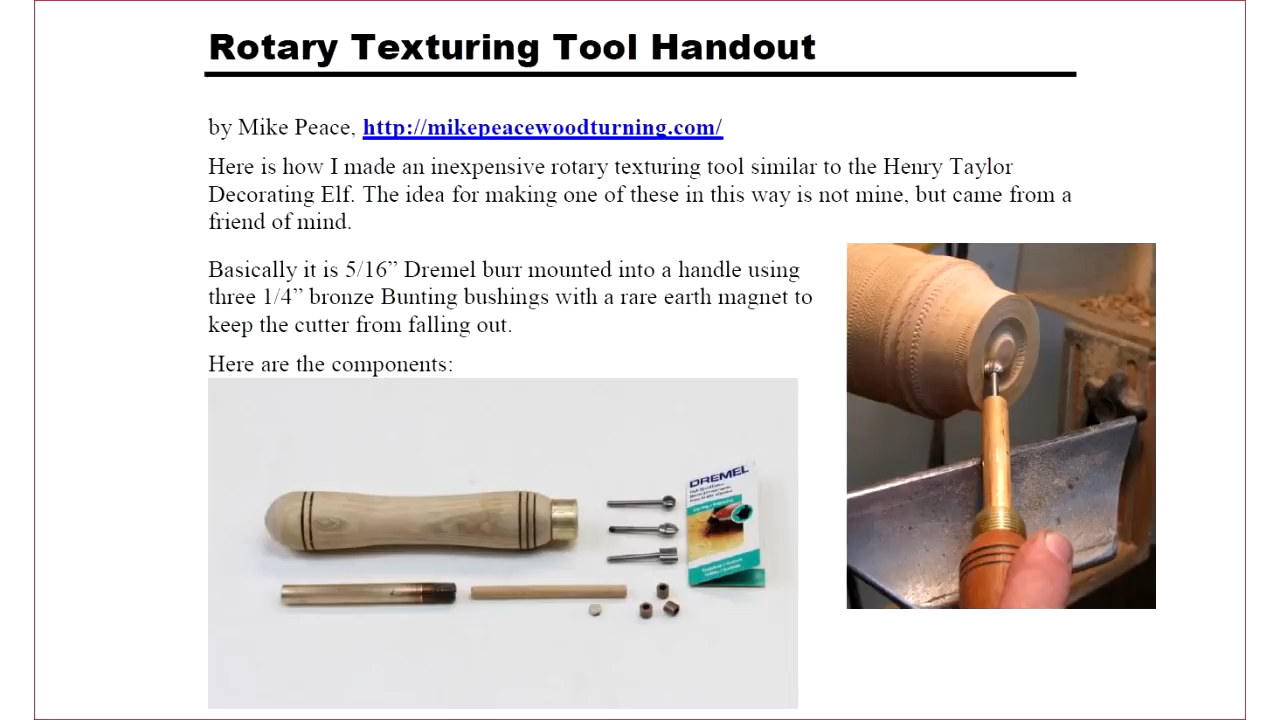 Rotary Texturing Tool Handout
by Mike Peace, http://mikepeacewoodturning.com/
Here is how I made an inexpensive rotary texturing tool similar to the Henry Taylor
Decorating Elf. The idea for making one of these in this way is not mine, but came from a
friend of mind.
Basically it is 5/16” Dremel burr mounted into a handle using
three 1/4” bronze Bunting bushings with a rare earth magnet to
keep the cutter from falling out.
Here are the components:
DREMEL